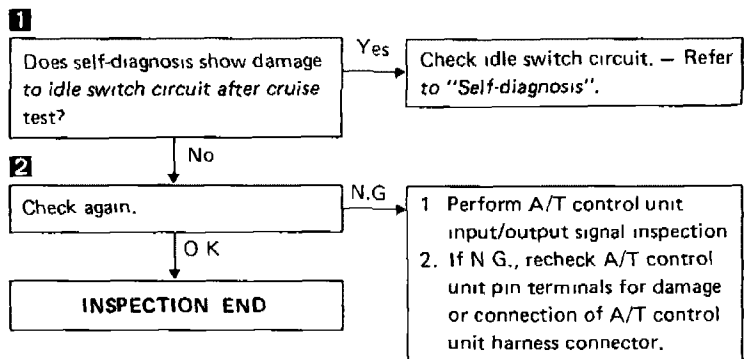 1
Does self-diagnosis show damage
to idle switch circuit after cruise
test?
Yes
Check idle switch circuit. — Refer
to "Self-diagnosis".
No
2
Check again.
N.G
1 Perform A/T control unit
input/output signal inspection
2. If N G., recheck A/T control
unit pin terminals for damage
or connection of A/T control
unit harness connector.
O K
INSPECTION END